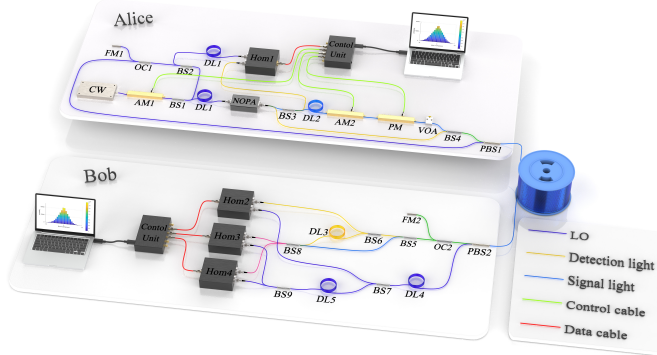 Alice
FM1
OC1
BS2
DL1
Hom1
Contol
Unit
CW
AM1
BS1
DL1
NOPA
BS3
DL2
AM2
PM
VOA
BS4
PBS1
Bob
Contol
Unit
Hom2
Hom3
Hom4
DL3
BS6
BS8
FM2
BS5
OC2
PBS2
BS9
DL5
BS7
DL4
LO
Detection light
Signal light
Control cable
Data cable